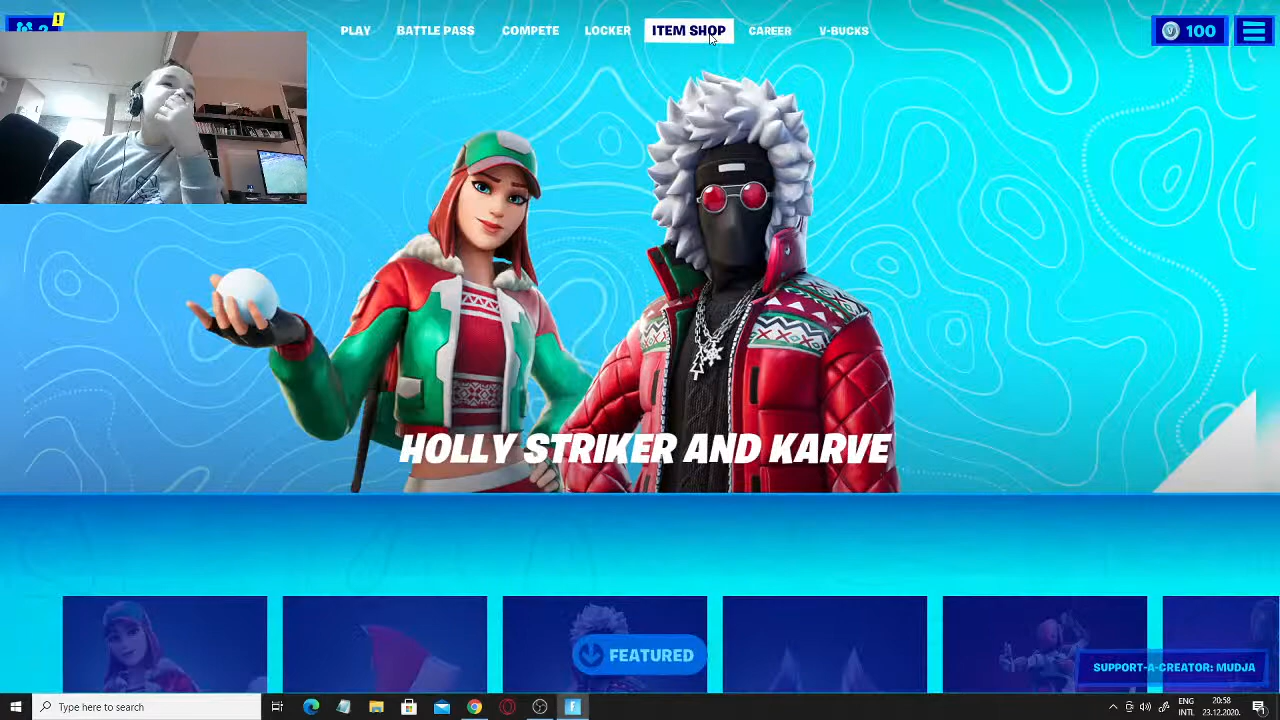 2
!
PLAY BATTLE PASS COMPETE LOCKER ITEM SHOP CAREER V-BUCKS
V 100
HOLLY STRIKER AND KARVE
FEATURED
SUPPORT-A-CREATOR: MUDJA
Type here to search
ENG
INTL
20:58
23.12.2020.